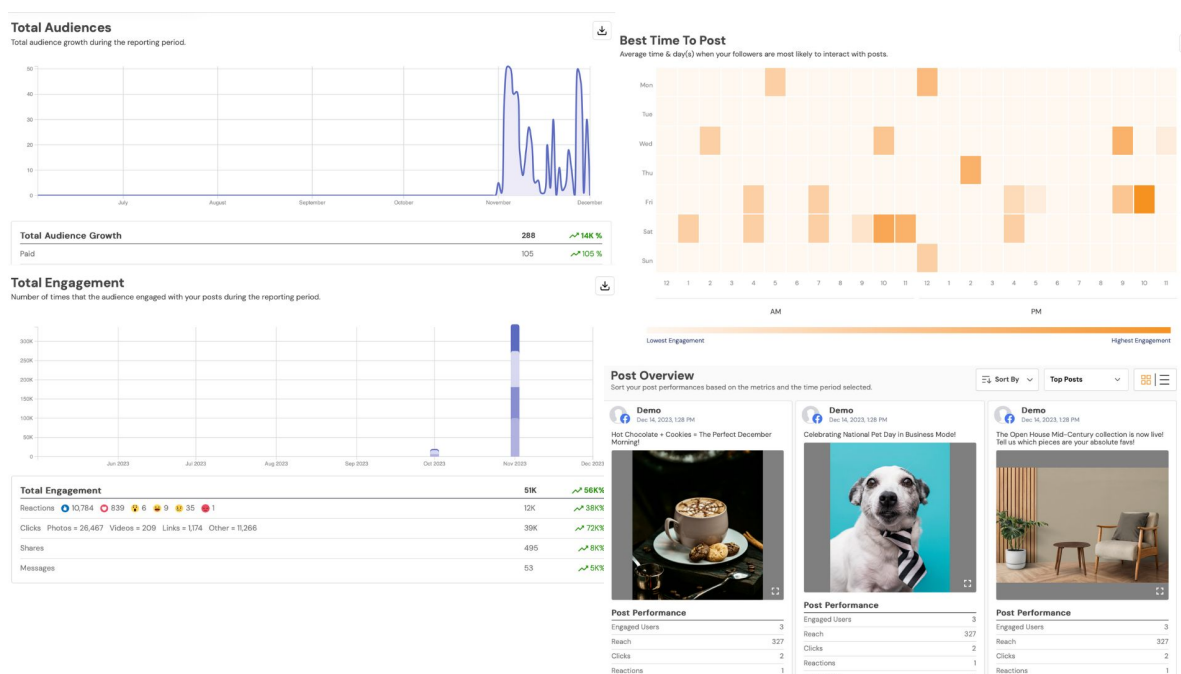 Total Audiences
Total audience growth during the reporting period.
50
40
30
20
10
0
July August September October November December
Total Audience Growth 288 14K %
Paid 105 105 %
Total Engagement
Number of times that the audience engaged with your posts during the reporting period.
300K
250K
200K
150K
100K
50K
0
Jun 2023 Jul 2023 Aug 2023 Sep 2023 Oct 2023 Nov 2023 Dec 2023
Total Engagement 51K 56K%
Reactions 10,784 839 6 9 35 1 12K 38K%
Clicks Photos = 26,467 Videos = 209 Links = 1,174 Other = 11,266 39K 72K%
Shares 495 8K%
Messages 53 5K%
Best Time To Post
Average time & day(s) when your followers are most likely to interact with posts.
Mon
Tue
Wed
Thu
Fri
Sat
Sun
12 1 2 3 4 5 6 7 8 9 10 11 12 1 2 3 4 5 6 7 8 9 10 11
AM PM
Lowest Engagement Highest Engagement
Post Overview
Sort your post performances based on the metrics and the time period selected.
Sort By Top Posts
Demo
Dec 14, 2023, 1:28 PM
Hot Chocolate + Cookies = The Perfect December
Morning!
Post Performance
Engaged Users 3
Reach 327
Clicks 2
Reactions 1
Demo
Dec 14, 2023, 1:28 PM
Celebrating National Pet Day in Business Mode!
Post Performance
Engaged Users 3
Reach 327
Clicks 2
Reactions 1
Demo
Dec 14, 2023, 1:28 PM
The Open House Mid-Century collection is now live!
Tell us which pieces are your absolute favs!
Post Performance
Engaged Users 3
Reach 327
Clicks 2
Reactions 1